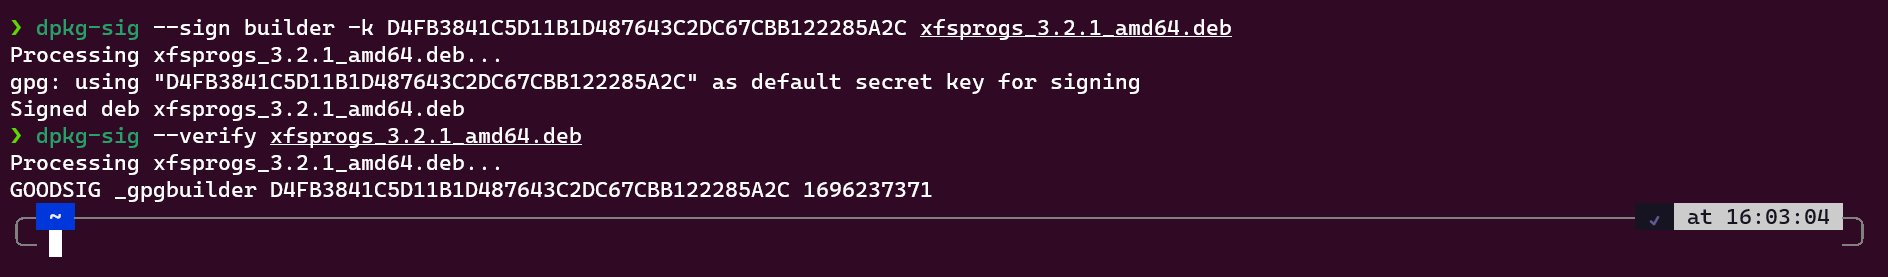 ❯ dpkg-sig --sign builder -k D4FB3841C5D11B1D487643C2DC67CBB122285A2C xfsprogs_3.2.1_amd64.deb
Processing xfsprogs_3.2.1_amd64.deb...
gpg: using "D4FB3841C5D11B1D487643C2DC67CBB122285A2C" as default secret key for signing
Signed deb xfsprogs_3.2.1_amd64.deb
❯ dpkg-sig --verify xfsprogs_3.2.1_amd64.deb
Processing xfsprogs_3.2.1_amd64.deb...
GOODSIG _gpgbuilder D4FB3841C5D11B1D487643C2DC67CBB122285A2C 1696237371
~ ✓ at 16:03:04